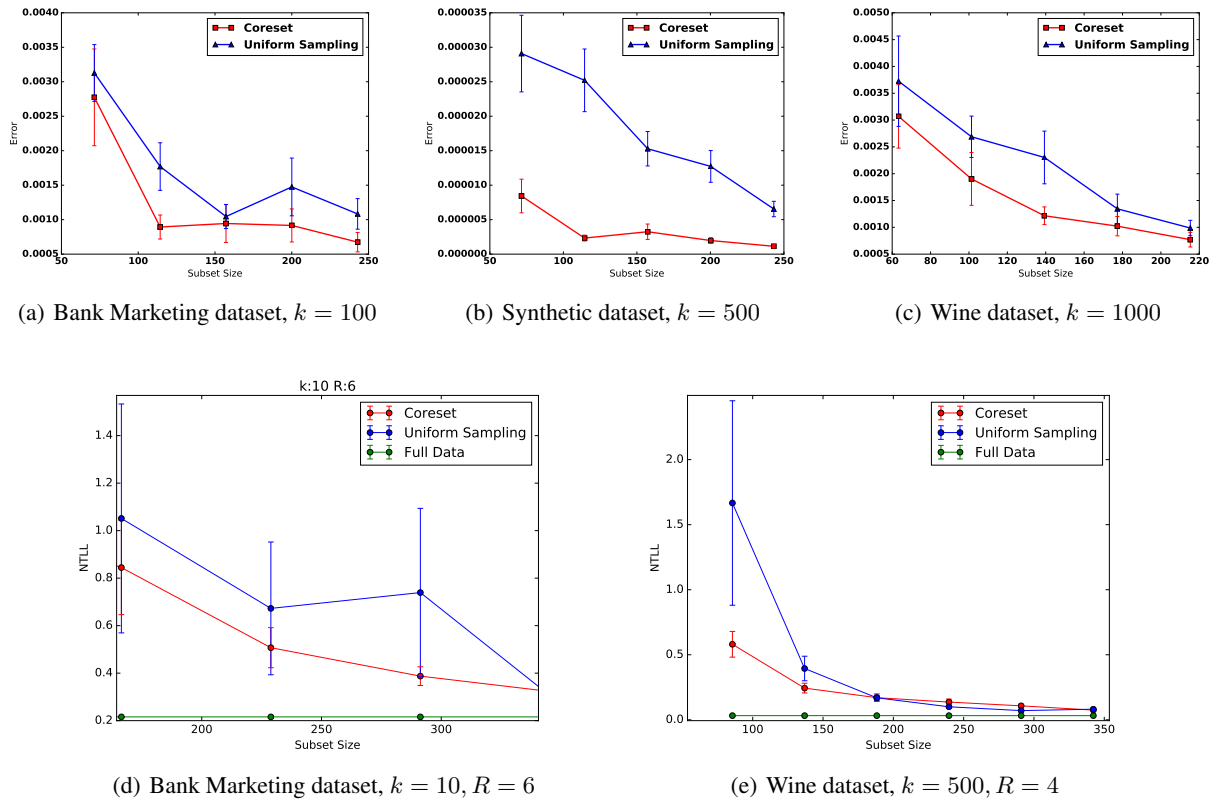 0.0040
0.0035
0.0030
0.0025
0.0020
0.0015
0.0010
0.0005
Error
50 100 150 200 250
Subset Size
Coreset
Uniform Sampling
(a) Bank Marketing dataset, k = 100
0.000035
0.000030
0.000025
0.000020
0.000015
0.000010
0.000005
0.000000
Error
50 100 150 200 250
Subset Size
Coreset
Uniform Sampling
(b) Synthetic dataset, k = 500
0.0050
0.0045
0.0040
0.0035
0.0030
0.0025
0.0020
0.0015
0.0010
0.0005
Error
60 80 100 120 140 160 180 200 220
Subset Size
Coreset
Uniform Sampling
(c) Wine dataset, k = 1000
k:10 R:6
1.4
1.2
1.0
0.8
0.6
0.4
0.2
NTLL
200 250 300
Subset Size
Coreset
Uniform Sampling
Full Data
(d) Bank Marketing dataset, k = 10, R = 6
2.0
1.5
1.0
0.5
0.0
NTLL
100 150 200 250 300 350
Subset Size
Coreset
Uniform Sampling
Full Data
(e) Wine dataset, k = 500, R = 4